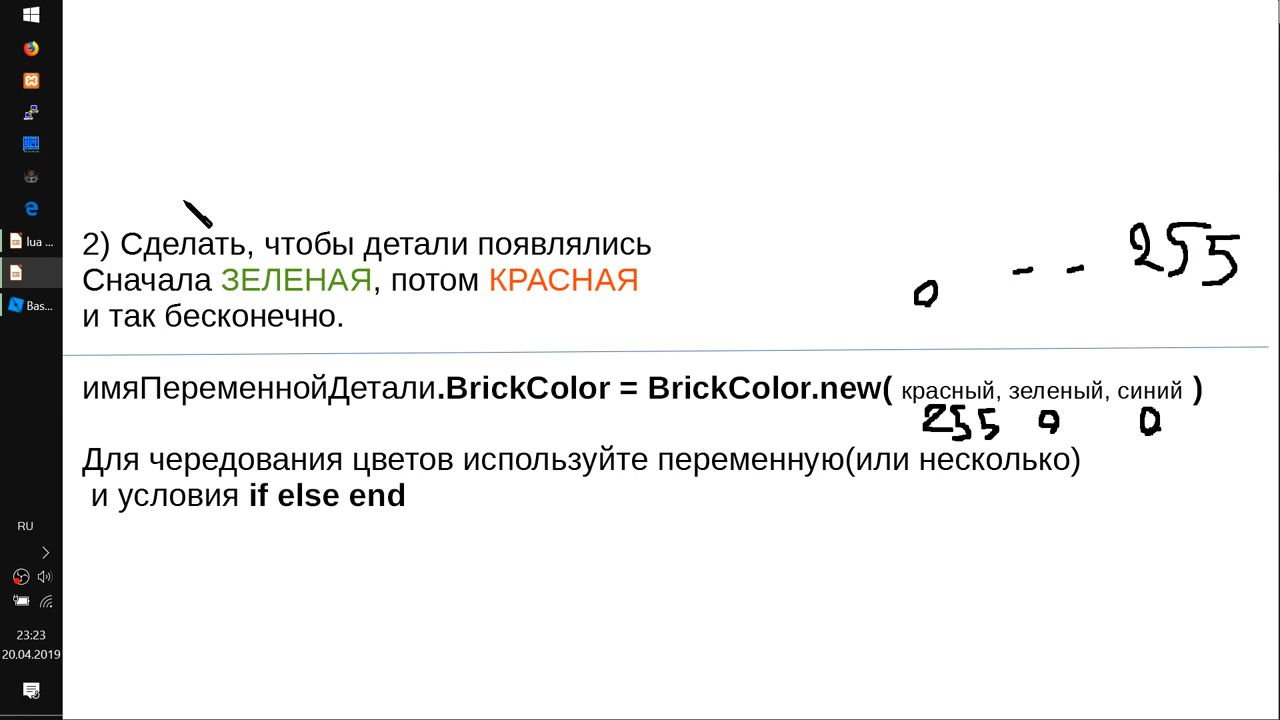 2) Сделать, чтобы детали появлялись
Сначала ЗЕЛЕНАЯ, потом КРАСНАЯ
и так бесконечно.
0 - - 255
имяПеременнойДетали.BrickColor = BrickColor.new( красный, зеленый, синий )
255 0 0
Для чередования цветов используйте переменную(или несколько)
и условия if else end
lua ...
Bas...
RU
23:23
20.04.2019